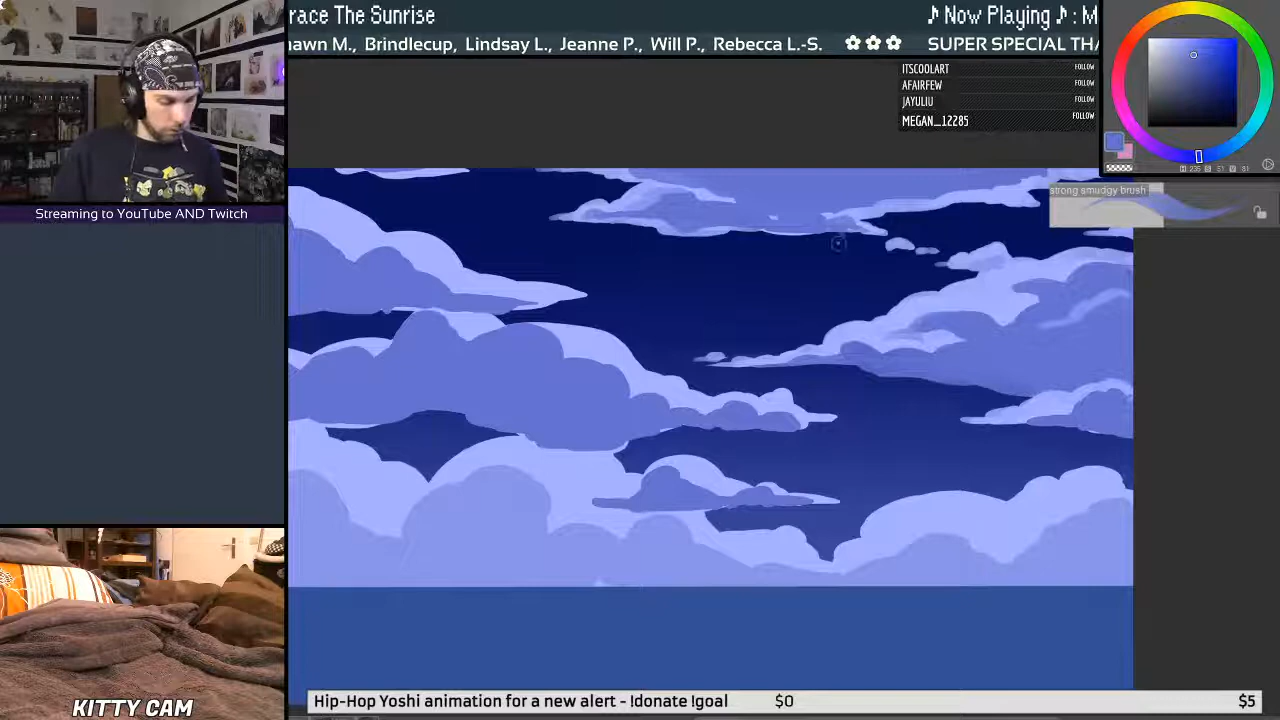 race The Sunrise
♪ Now Playing ♪ : M
hawn M., Brindlecup, Lindsay L., Jeanne P., Will P., Rebecca L.-S. ✿ ✿ ✿ SUPER SPECIAL THA
ITSCOOLART FOLLOW
AFAIRFEW FOLLOW
JAYULIU FOLLOW
MEGAN_12285 FOLLOW
strong smudgy brush
Streaming to YouTube AND Twitch
KITTY CAM
Hip-Hop Yoshi animation for a new alert - !donate !goal $0 $5